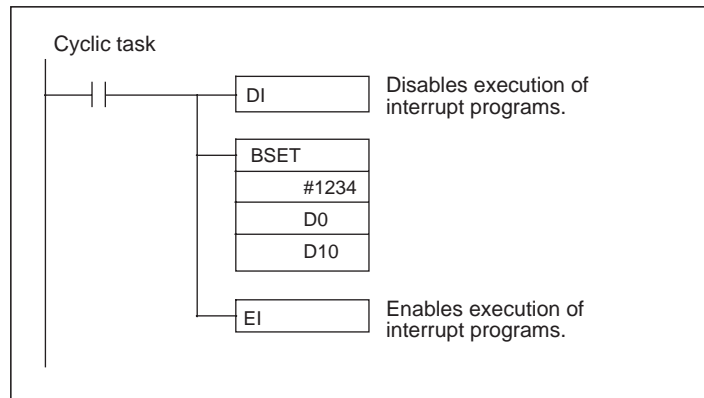 Cyclic task
DI
Disables execution of
interrupt programs.
BSET
#1234
D0
D10
EI
Enables execution of
interrupt programs.